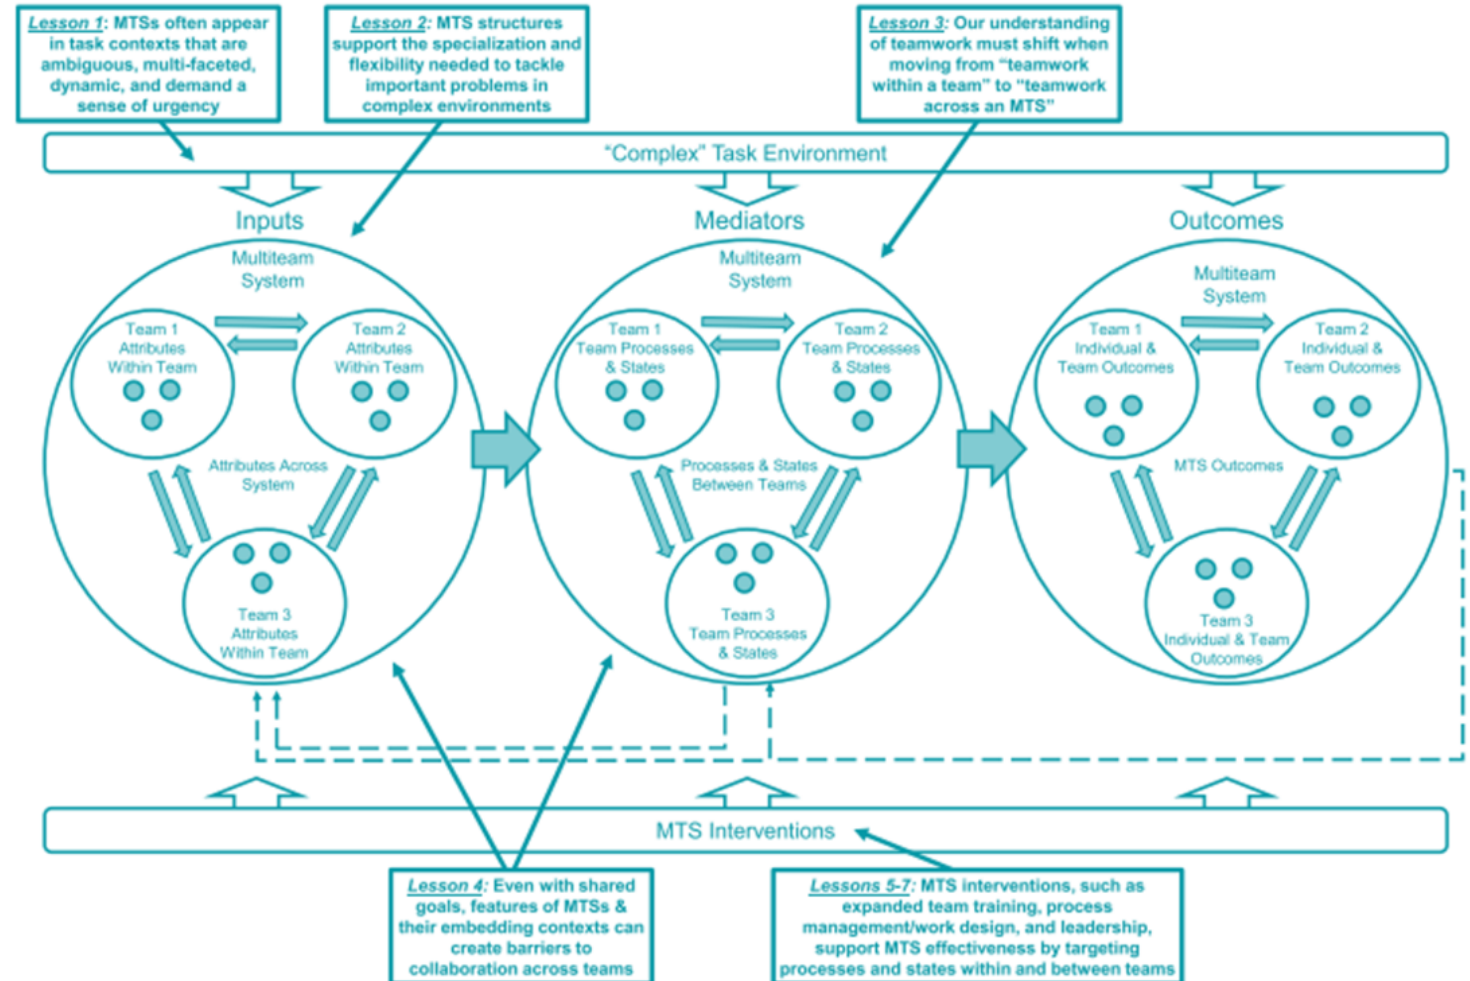 Lesson 1: MTSs often appear
in task contexts that are
ambiguous, multi-faceted,
dynamic, and demand a
sense of urgency
Lesson 2: MTS structures
support the specialization and
flexibility needed to tackle
important problems in
complex environments
Lesson 3: Our understanding
of teamwork must shift when
moving from “teamwork
within a team” to “teamwork
across an MTS”
“Complex” Task Environment
Inputs
Multiteam
System
Team 1
Attributes
Within Team
Team 2
Attributes
Within Team
Attributes Across
System
Team 3
Attributes
Within Team
Mediators
Multiteam
System
Team 1
Team Processes
& States
Team 2
Team Processes
& States
Processes & States
Between Teams
Team 3
Team Processes
& States
Outcomes
Multiteam
System
Team 1
Individual &
Team Outcomes
Team 2
Individual &
Team Outcomes
MTS Outcomes
Team 3
Individual & Team
Outcomes
MTS Interventions
Lesson 4: Even with shared
goals, features of MTSs &
their embedding contexts can
create barriers to
collaboration across teams
Lessons 5-7: MTS interventions, such as
expanded team training, process
management/work design, and leadership,
support MTS effectiveness by targeting
processes and states within and between teams